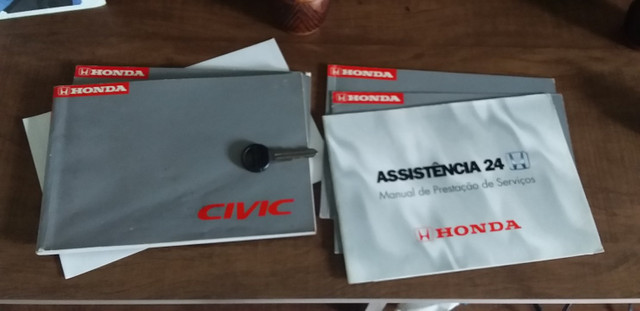 HONDA
HONDA
CIVIC
HONDA
HONDA
ASSISTÊNCIA 24 H
Manual de Prestação de Serviços
HONDA